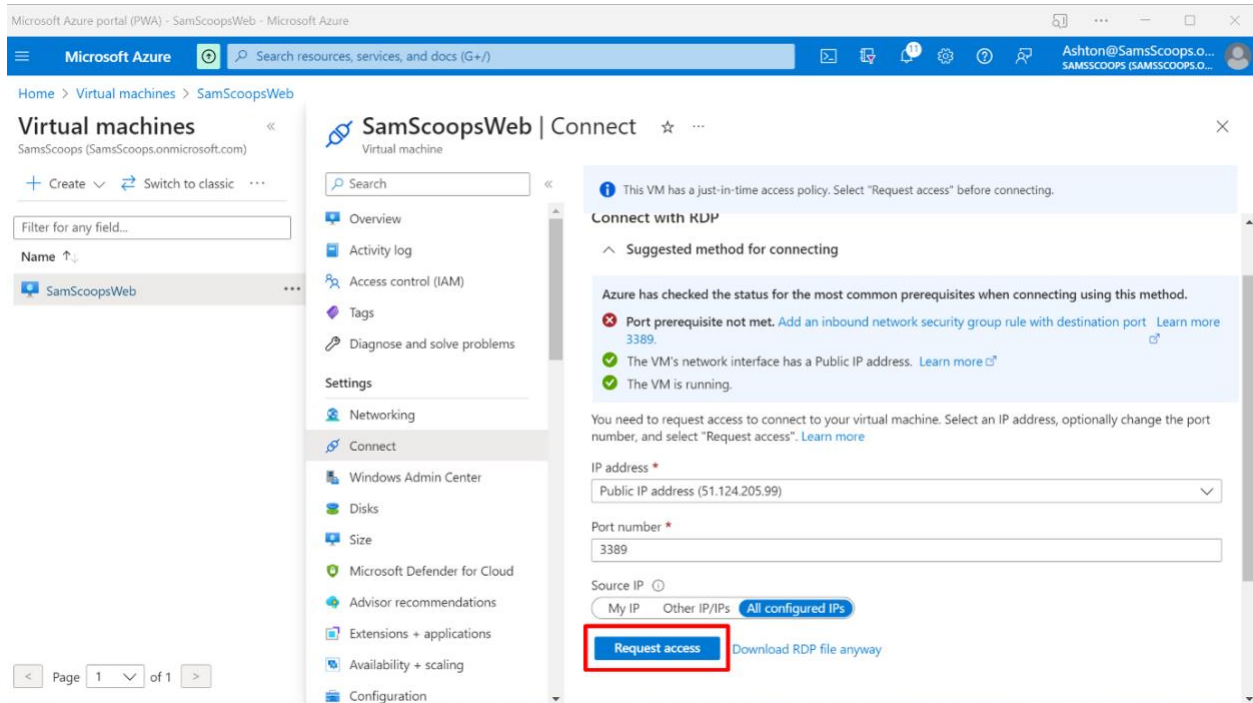 Microsoft Azure portal (PWA) - SamScoopsWeb - Microsoft Azure
Microsoft Azure
Search resources, services, and docs (G+/)
11
Ashton@SamsScoops.o...
SAMSSCOOPS (SAMSSCOOPS.O...
Home > Virtual machines > SamScoopsWeb
Virtual machines
SamsScoops (SamsScoops.onmicrosoft.com)
Create
Switch to classic
Filter for any field...
Name
SamScoopsWeb
Page 1 of 1
SamScoopsWeb | Connect
Virtual machine
Search
Overview
Activity log
Access control (IAM)
Tags
Diagnose and solve problems
Settings
Networking
Connect
Windows Admin Center
Disks
Size
Microsoft Defender for Cloud
Advisor recommendations
Extensions + applications
Availability + scaling
Configuration
This VM has a just-in-time access policy. Select "Request access" before connecting.
Connect with RDP
Suggested method for connecting
Azure has checked the status for the most common prerequisites when connecting using this method.
Port prerequisite not met. Add an inbound network security group rule with destination port Learn more
3389.
The VM's network interface has a Public IP address. Learn more
The VM is running.
You need to request access to connect to your virtual machine. Select an IP address, optionally change the port
number, and select "Request access". Learn more
IP address *
Public IP address (51.124.205.99)
Port number *
3389
Source IP
My IP Other IP/IPs All configured IPs
Request access Download RDP file anyway